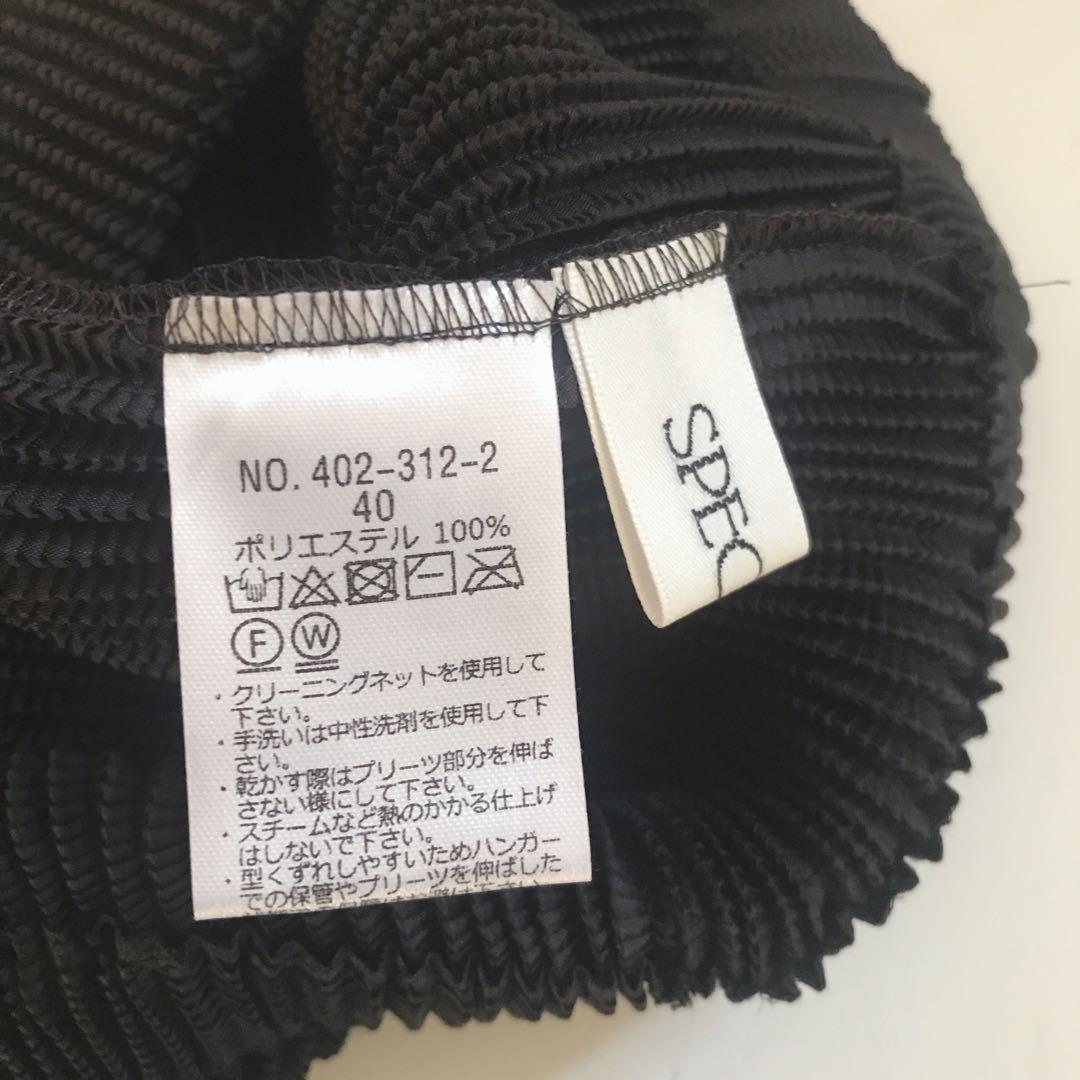 NO. 402-312-2
40
ポリエステル 100%
F W
・クリーニングネットを使用して
下さい。
・手洗いは中性洗剤を使用して下
さい。
・乾かす際はプリーツ部分を伸ば
さない様にして下さい。
・スチームなど熱のかかる仕上げ
はしないで下さい。
・型くずれしやすいためハンガー
での保管やプリーツを伸ばした
SPEC